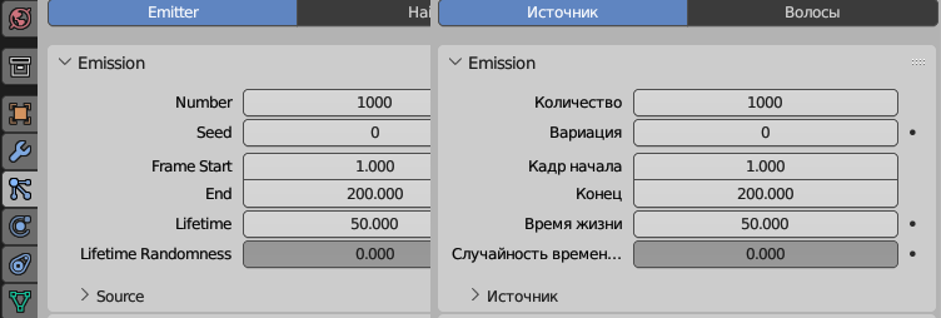 Emitter
Hai
Emission
Number 1000
Seed 0
Frame Start 1.000
End 200.000
Lifetime 50.000
Lifetime Randomness 0.000
Source
Источник Волосы
Emission
Количество 1000
Вариация 0
Кадр начала 1.000
Конец 200.000
Время жизни 50.000
Случайность времен... 0.000
Источник